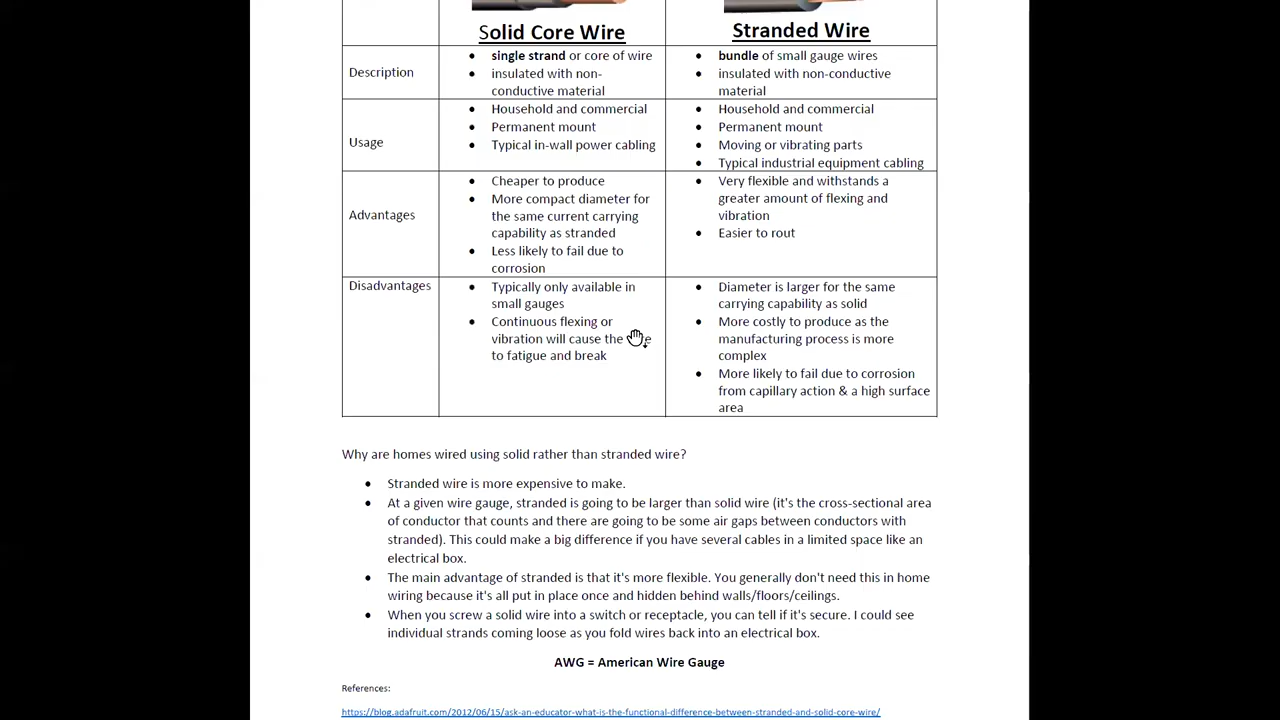 Solid Core Wire
Stranded Wire
Description
• single strand or core of wire
• insulated with non-
conductive material
• bundle of small gauge wires
• insulated with non-conductive
material
Usage
• Household and commercial
• Permanent mount
• Typical in-wall power cabling
• Household and commercial
• Permanent mount
• Moving or vibrating parts
• Typical industrial equipment cabling
Advantages
• Cheaper to produce
• More compact diameter for
the same current carrying
capability as stranded
• Less likely to fail due to
corrosion
• Very flexible and withstands a
greater amount of flexing and
vibration
• Easier to rout
Disadvantages
• Typically only available in
small gauges
• Continuous flexing or
vibration will cause the
to fatigue and break
• Diameter is larger for the same
carrying capability as solid
• More costly to produce as the
manufacturing process is more
complex
• More likely to fail due to corrosion
from capillary action & a high surface
area
Why are homes wired using solid rather than stranded wire?
• Stranded wire is more expensive to make.
• At a given wire gauge, stranded is going to be larger than solid wire (it's the cross-sectional area
of conductor that counts and there are going to be some air gaps between conductors with
stranded). This could make a big difference if you have several cables in a limited space like an
electrical box.
• The main advantage of stranded is that it's more flexible. You generally don't need this in home
wiring because it's all put in place once and hidden behind walls/floors/ceilings.
• When you screw a solid wire into a switch or receptacle, you can tell if it's secure. I could see
individual strands coming loose as you fold wires back into an electrical box.
AWG = American Wire Gauge
References:
https://blog.adafruit.com/2012/06/15/ask-an-educator-what-is-the-functional-difference-between-stranded-and-solid-core-wire/